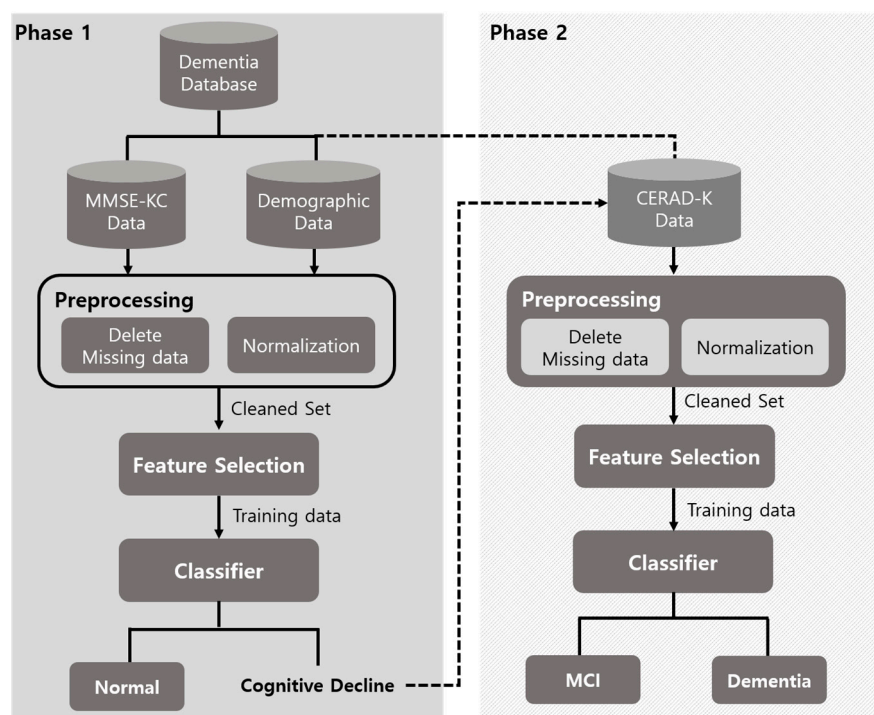 Phase 1
Dementia
Database
MMSE-KC
Data
Demographic
Data
Preprocessing
Delete
Missing data
Normalization
Cleaned Set
Feature Selection
Training data
Classifier
Normal
Cognitive Decline
Phase 2
CERAD-K
Data
Preprocessing
Delete
Missing data
Normalization
Cleaned Set
Feature Selection
Training data
Classifier
MCI
Dementia